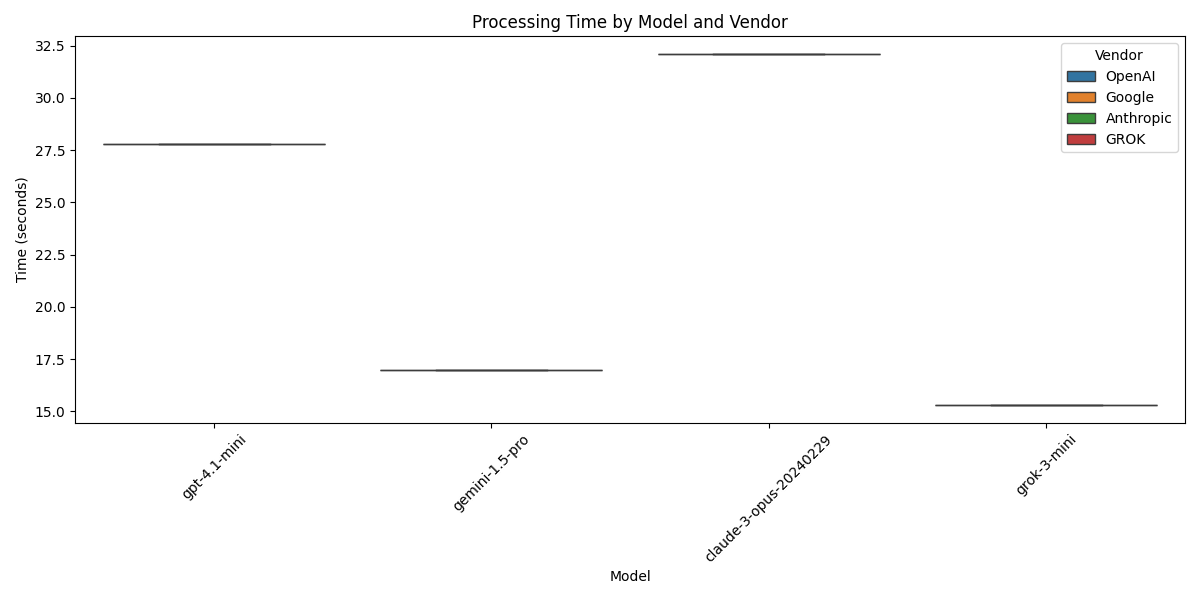 Processing Time by Model and Vendor
32.5
30.0
27.5
25.0
22.5
20.0
17.5
15.0
Time (seconds)
Vendor
OpenAI
Google
Anthropic
GROK
gpt-4.1-mini
gemini-1.5-pro
claude-3-opus-20240229
grok-3-mini
Model